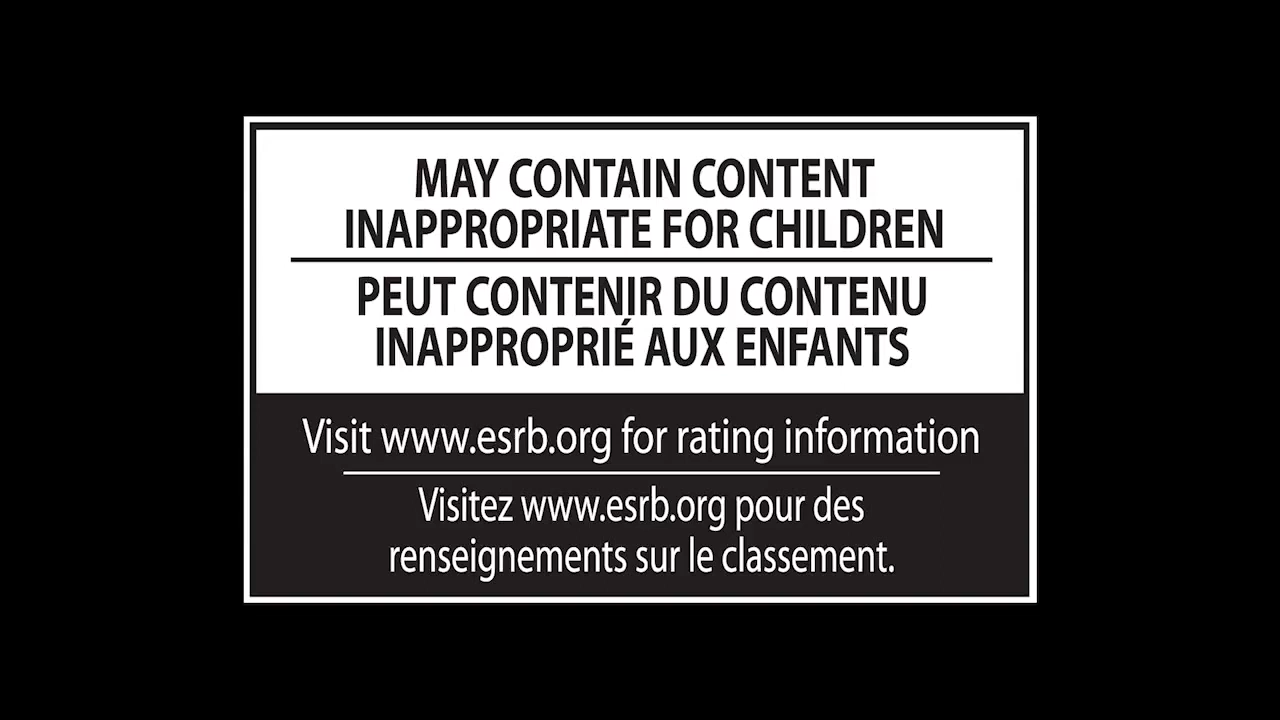 MAY CONTAIN CONTENT
INAPPROPRIATE FOR CHILDREN
PEUT CONTENIR DU CONTENU
INAPPROPRIÉ AUX ENFANTS
Visit www.esrb.org for rating information
Visitez www.esrb.org pour des
renseignements sur le classement.